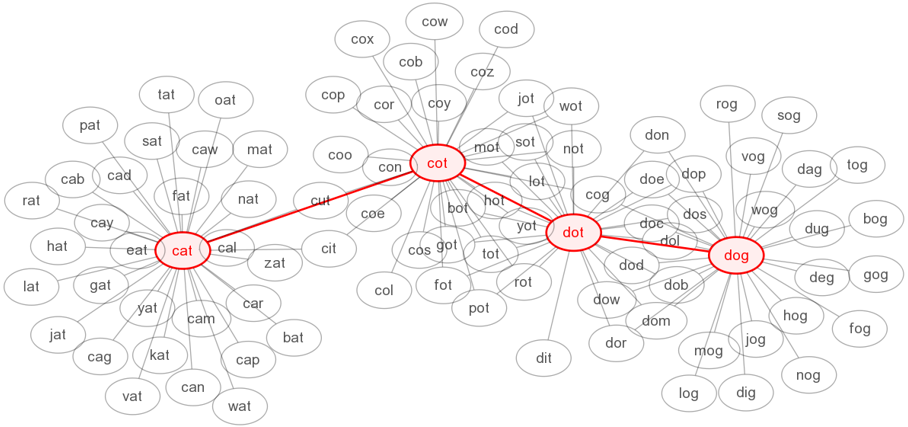 cow
cod
cox
cob
coz
cop
cor
coy
jot
wot
tat
oat
rog
sog
pat
sat
caw
mat
mot
sot
not
don
vog
coo
con
cot
dag
tog
cab
cad
fat
nat
lot
cog
doe
dop
rat
cut
coe
bot
hot
dos
wog
cay
yot
dot
doc
dug
bog
hat
eat
cat
cal
cit
cos
got
tot
dol
dog
zat
lat
gat
col
fot
rot
dod
dob
deg
gog
yat
cam
car
pot
dow
dom
hog
jat
bat
dor
jog
fog
cag
kat
cap
dit
mog
nog
vat
can
wat
log
dig